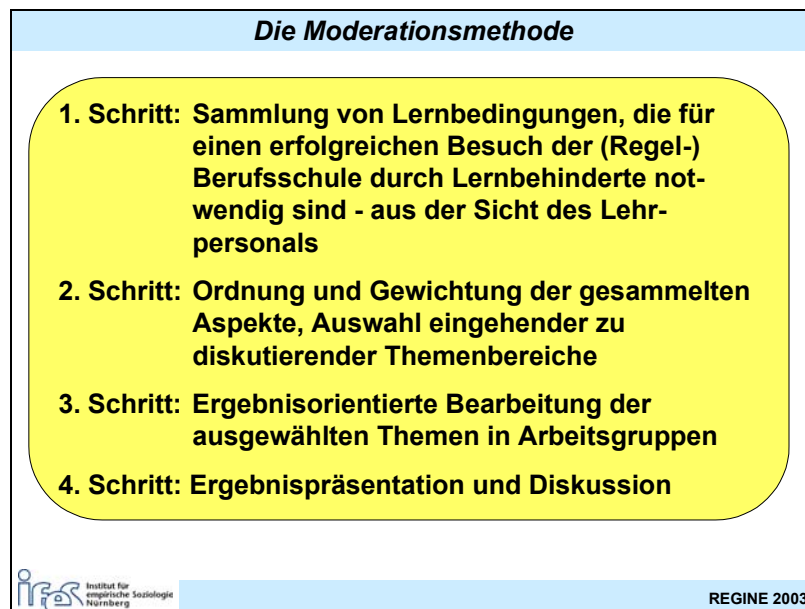 Die Moderationsmethode
1. Schritt: Sammlung von Lernbedingungen, die für
einen erfolgreichen Besuch der (Regel-)
Berufsschule durch Lernbehinderte not-
wendig sind - aus der Sicht des Lehr-
personals
2. Schritt: Ordnung und Gewichtung der gesammelten
Aspekte, Auswahl eingehender zu
diskutierender Themenbereiche
3. Schritt: Ergebnisorientierte Bearbeitung der
ausgewählten Themen in Arbeitsgruppen
4. Schritt: Ergebnispräsentation und Diskussion
ifes
Institut für
empirische Soziologie
Nürnberg
REGINE 2003